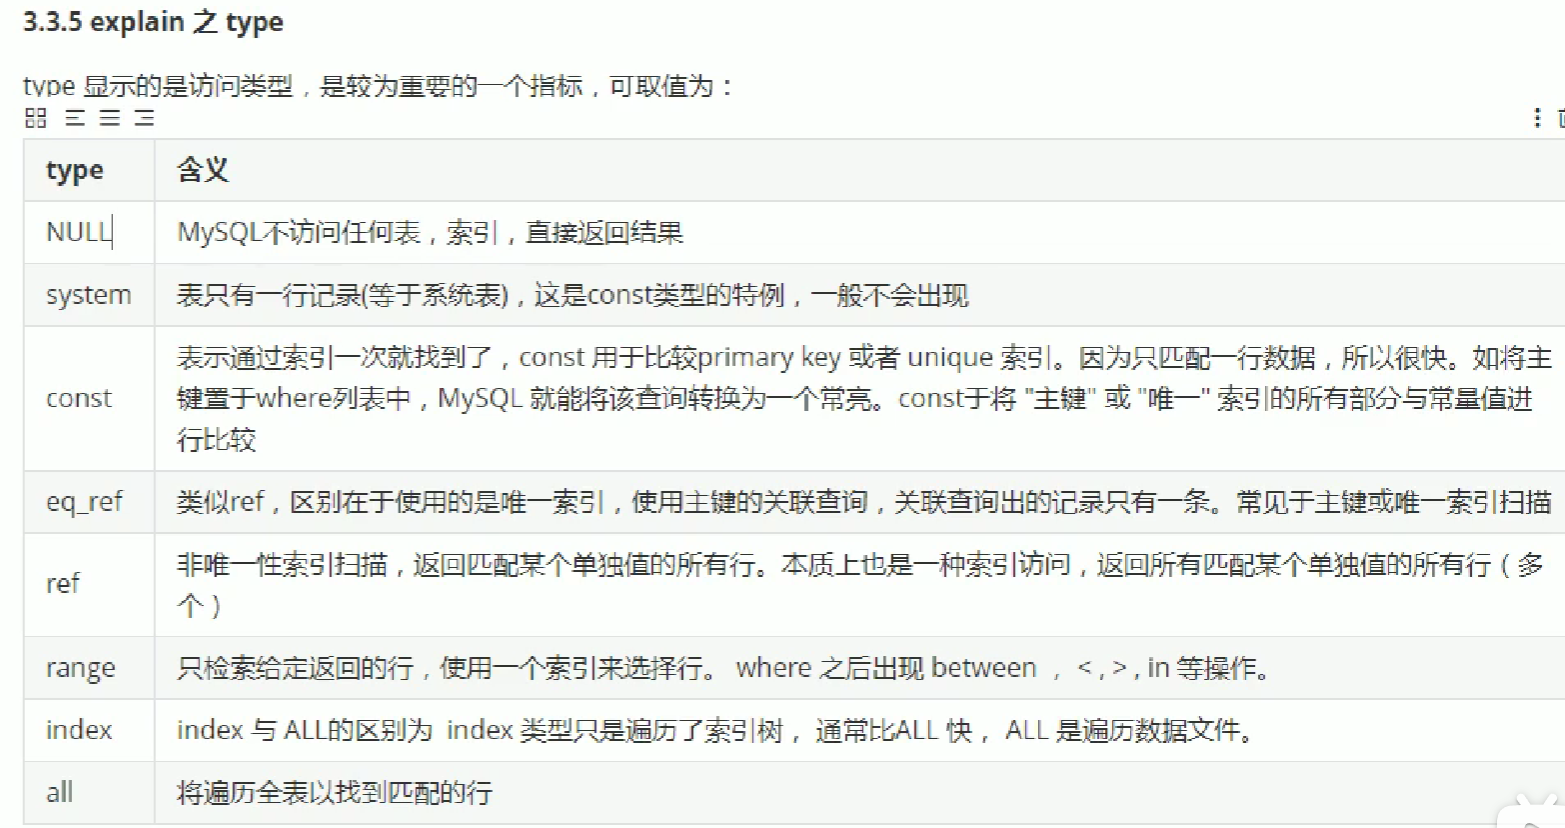 3.3.5 explain 之 type
type 显示的是访问类型，是较为重要的一个指标，可取值为：
type 含义
NULL MySQL不访问任何表，索引，直接返回结果
system 表只有一行记录(等于系统表)，这是const类型的特例，一般不会出现
const 表示通过索引一次就找到了，const 用于比较primary key 或者 unique 索引。因为只匹配一行数据，所以很快。如将主
键置于where列表中，MySQL 就能将该查询转换为一个常亮。const于将 "主键" 或 "唯一" 索引的所有部分与常量值进
行比较
eq_ref 类似ref，区别在于使用的是唯一索引，使用主键的关联查询，关联查询出的记录只有一条。常见于主键或唯一索引扫描
ref 非唯一性索引扫描，返回匹配某个单独值的所有行。本质上也是一种索引访问，返回所有匹配某个单独值的所有行（多
个）
range 只检索给定返回的行，使用一个索引来选择行。 where 之后出现 between ， < , > , in 等操作。
index index 与 ALL的区别为 index 类型只是遍历了索引树， 通常比ALL 快， ALL 是遍历数据文件。
all 将遍历全表以找到匹配的行